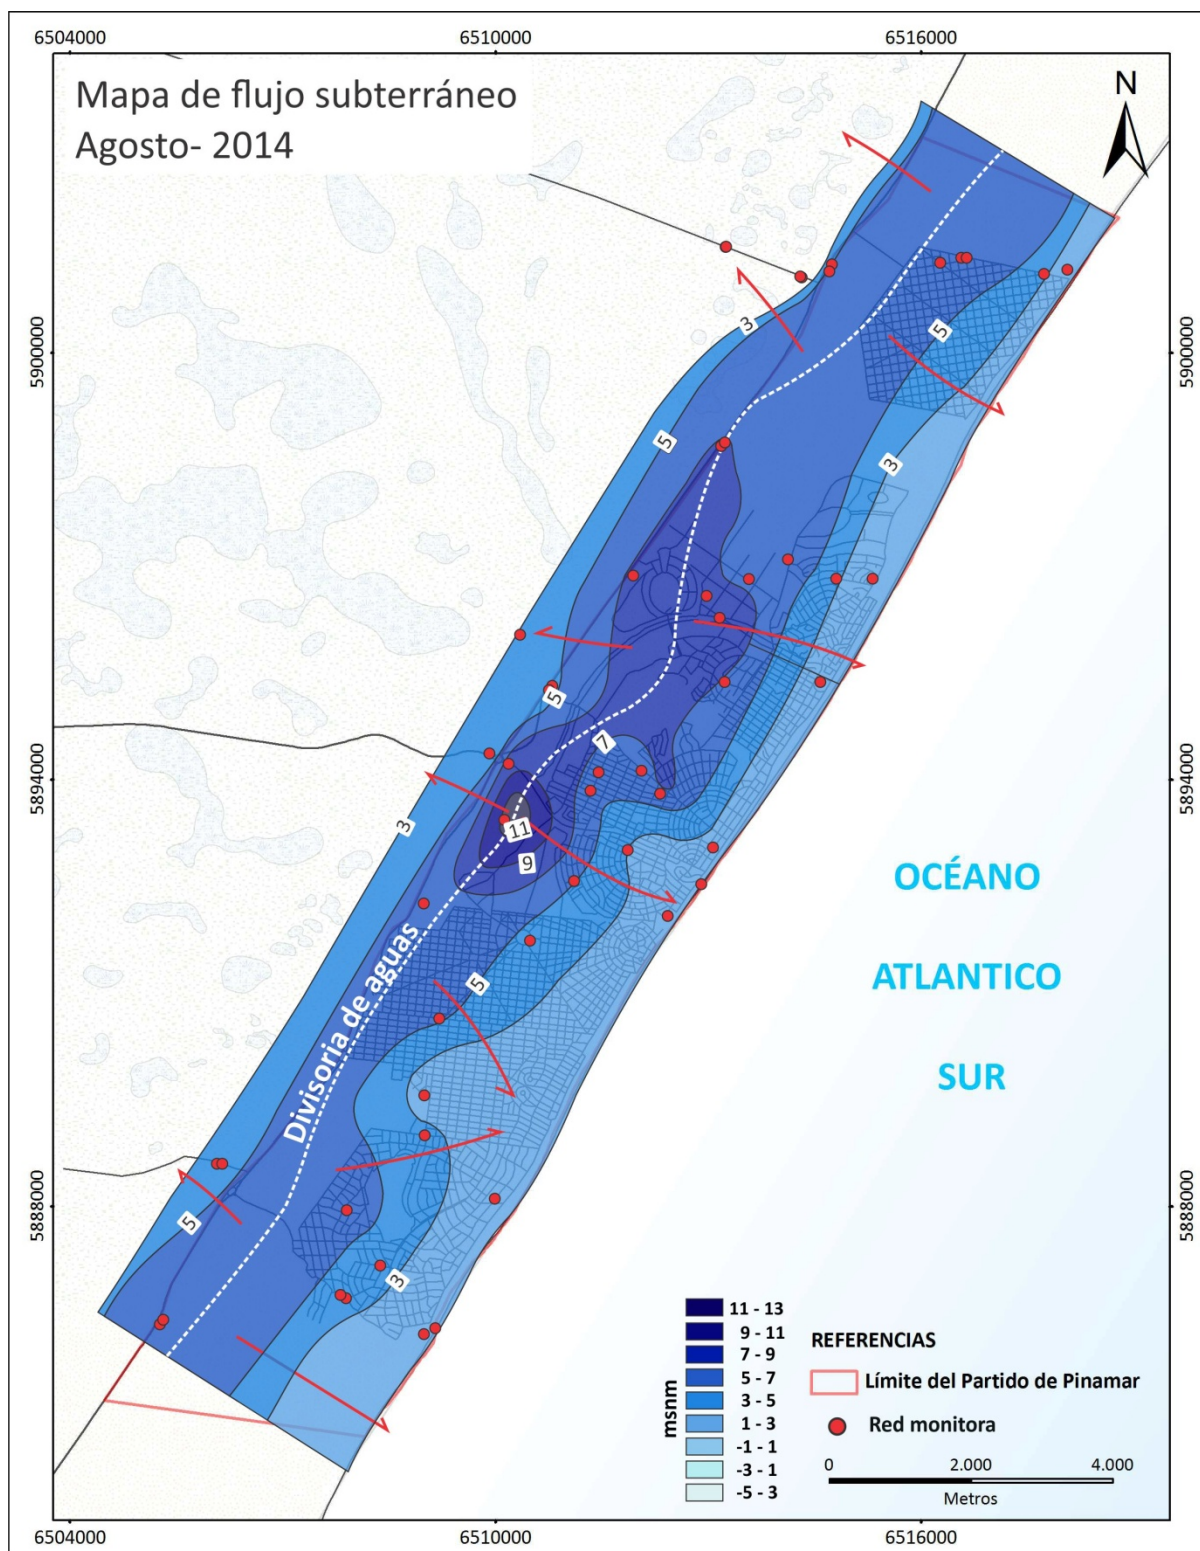 6504000
6510000
6516000
Mapa de flujo subterráneo
Agosto- 2014
N
5900000
5900000
3
5
5
3
5
7
5894000
5894000
3
11
9
OCÉANO
ATLANTICO
SUR
Divisoria de aguas
5
5888000
5888000
5
3
msnm
11 - 13
9 - 11
7 - 9
5 - 7
3 - 5
1 - 3
-1 - 1
-3 - 1
-5 - 3
REFERENCIAS
Límite del Partido de Pinamar
Red monitora
0
2.000
4.000
Metros
6504000
6510000
6516000